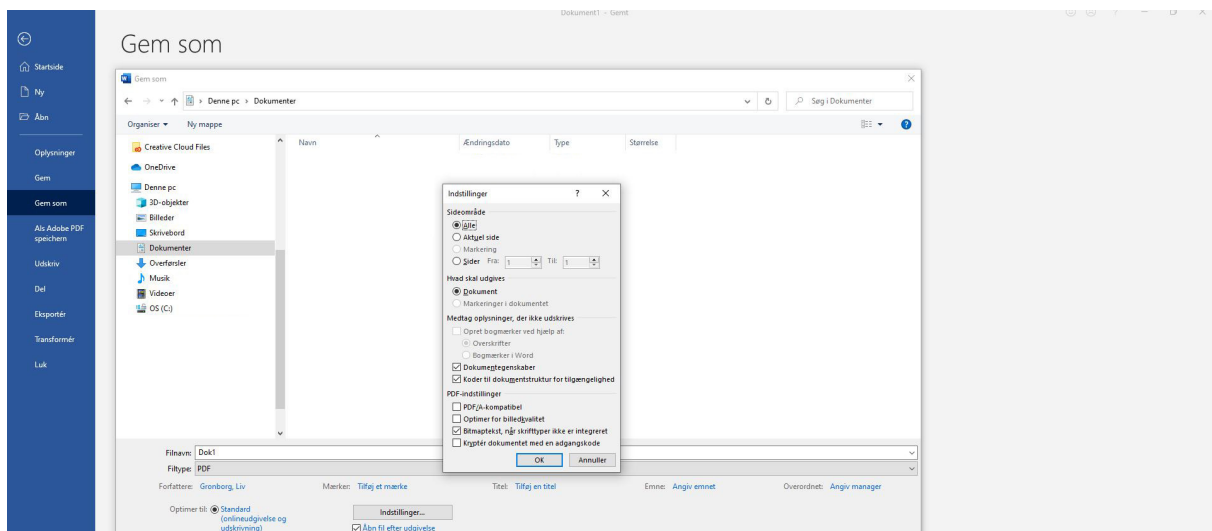 Dokument1 - Gemt
Gem som
Startside
Ny
Åbn
Oplysninger
Gem
Gem som
Als Adobe PDF
speichern
Udskriv
Del
Eksportér
Transformér
Luk
Gem som
Denne pc › Dokumenter
Søg i Dokumenter
Organiser
Ny mappe
Navn
Ændringsdato
Type
Størrelse
Creative Cloud Files
OneDrive
Denne pc
3D-objekter
Billeder
Skrivebord
Dokumenter
Overførsler
Musik
Videoer
OS (C:)
Indstillinger
Sideområde
Alle
Aktuel side
Markering
Sider Fra: 1 Til: 1
Hvad skal udgives
Dokument
Markeringer i dokumentet
Medtag oplysninger, der ikke udskrives
Opret bogmærker ved hjælp af:
Overskrifter
Bogmærker i Word
Dokumentegenskaber
Koder til dokumentstruktur for tilgængelighed
PDF-indstillinger
PDF/A-kompatibel
Optimer for billedkvalitet
Bitmaptekst, når skrifttyper ikke er integreret
Kryptér dokumentet med en adgangskode
OK Annuller
Filnavn: Dok1
Filtype: PDF
Forfattere: Gronborg, Liv
Mærker: Tilføj et mærke
Titel: Tilføj en titel
Emne: Angiv emnet
Overordnet: Angiv manager
Optimer til: Standard
(onlineudgivelse og
udskrivning)
Indstillinger...
Åbn fil efter udgivelse